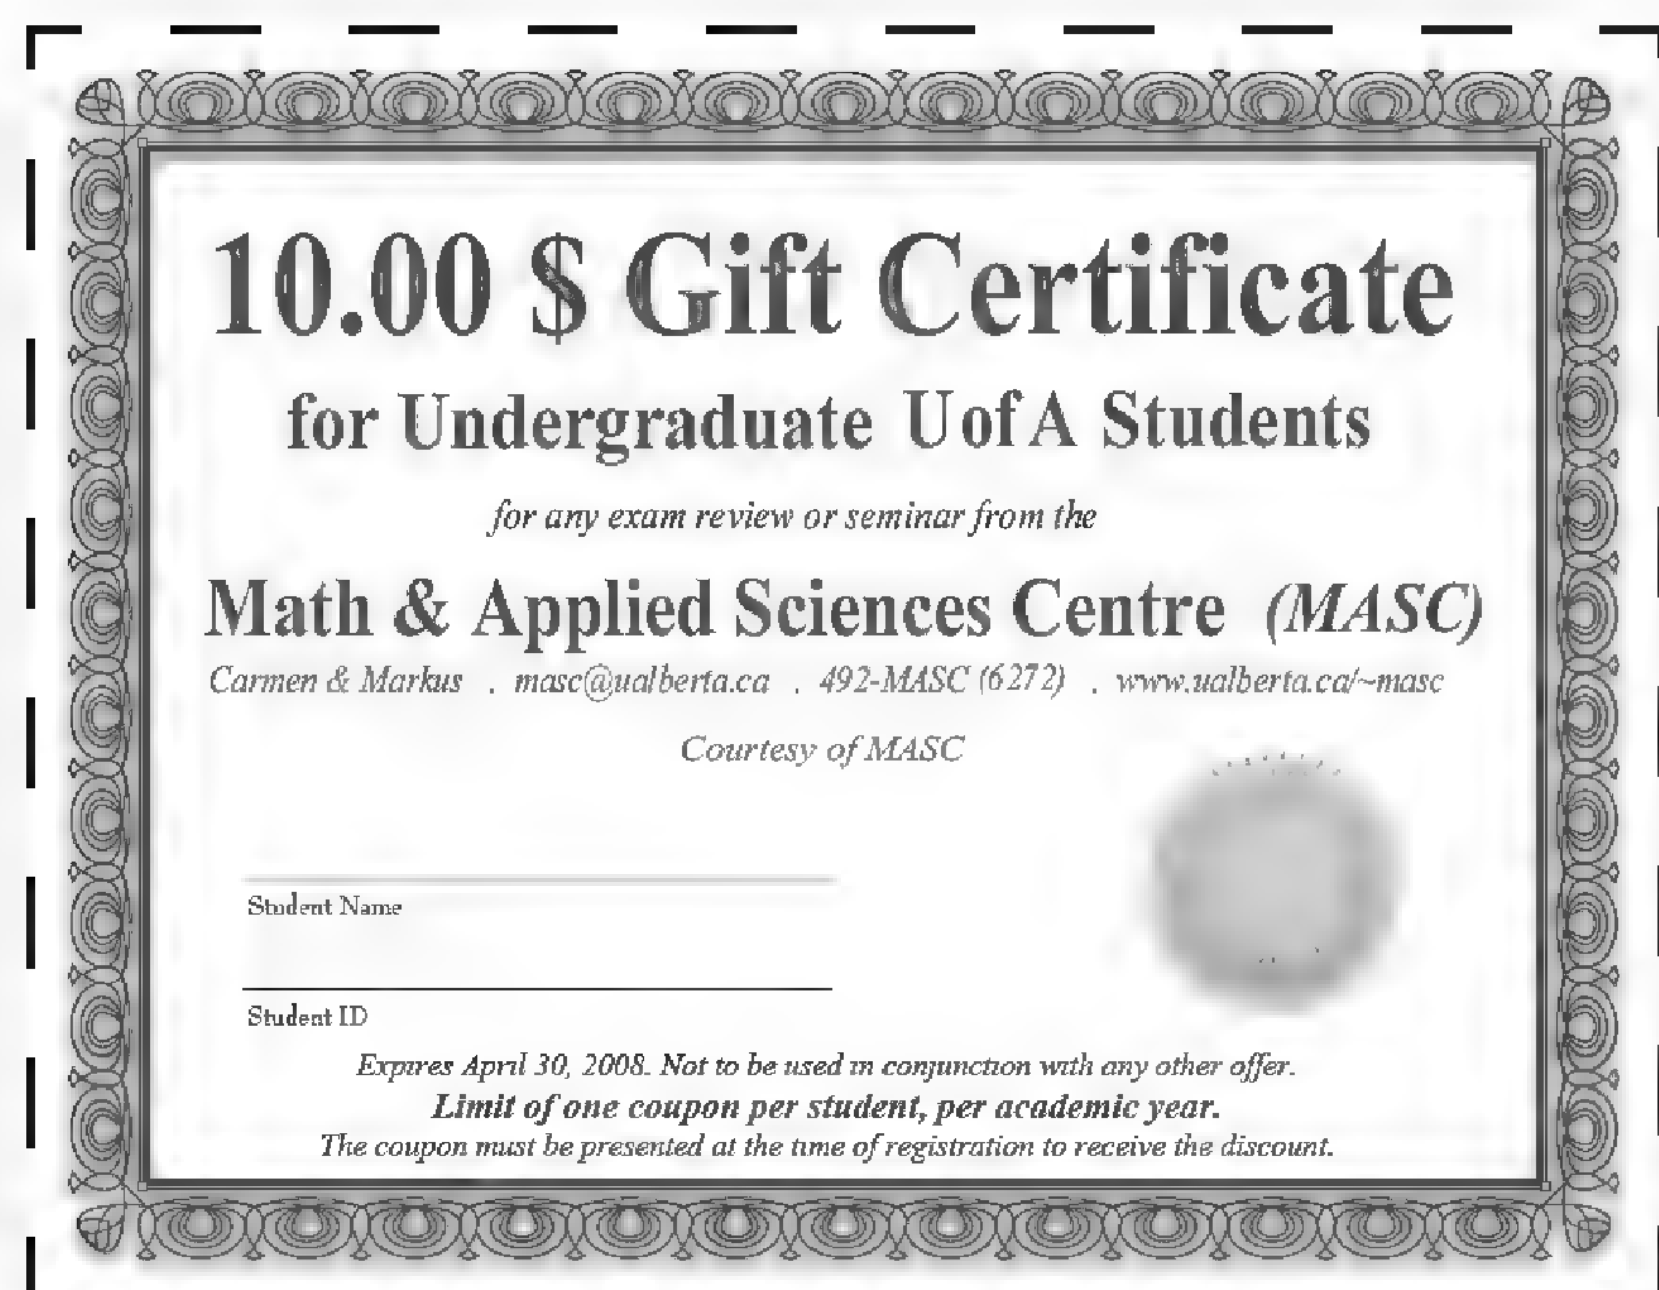 10.00 $ Gift Certificate
for Undergraduate UofA Students
for any exam review or seminar from the
Math & Applied Sciences Centre (MASC)
Carmen & Markus . masc@ualberta.ca . 492-MASC (6272) . www.ualberta.ca/~masc
Courtesy of MASC
Student Name
Student ID
Expires April 30, 2008. Not to be used in conjunction with any other offer.
Limit of one coupon per student, per academic year.
The coupon must be presented at the time of registration to receive the discount.